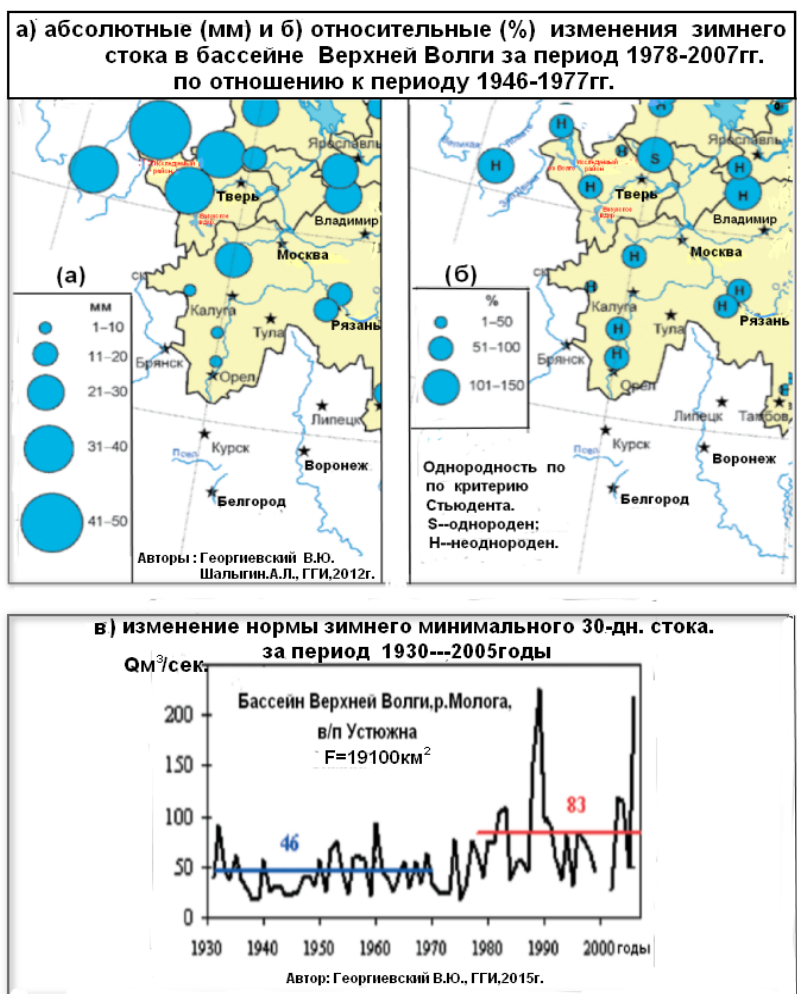 а) абсолютные (мм) и б) относительные (%) изменения зимнего
стока в бассейне Верхней Волги за период 1978-2007гг.
по отношению к периоду 1946-1977гг.
Ярославль
Тверь
Владимир
Москва
(а)
ск
Калуга
Тула
Рязань
Брянск
Орел
Липецк
Курск
Воронеж
Белгород
мм
1–10
11–20
21–30
31–40
41–50
Авторы : Георгиевский В.Ю.
Шалыгин.А.Л., ГГИ,2012г.
Н
Н
Н
S
Н
Н
Н
Ярославль
Исследуемый
район
Тверь
Владимир
Москва
(б)
ск
Н
Н
Н
Н
Н
Н
Калуга
Тула
Рязань
Брянск
Орел
Липецк
Тамбов
Курск
Воронеж
Белгород
%
1–50
51–100
101–150
Однородность по
по критерию
Стьюдента.
S--однороден;
Н--неоднороден.
в) изменение нормы зимнего минимального 30-дн. стока.
за период 1930---2005годы
Qм³/сек.
Бассейн Верхней Волги,р.Молога,
в/п Устюжна
F=19100км²
200
150
100
50
0
46
83
1930 1940 1950 1960 1970 1980 1990 2000 годы
Автор: Георгиевский В.Ю., ГГИ,2015г.